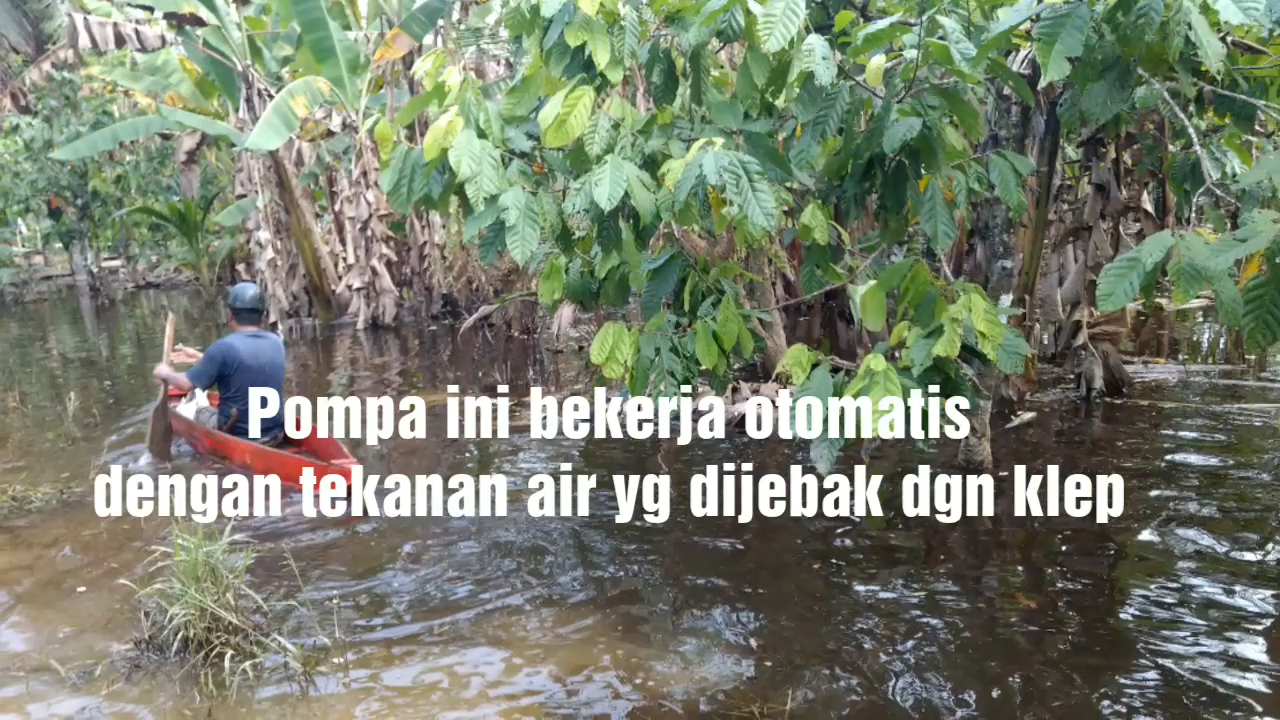 Pompa ini bekerja otomatis
dengan tekanan air yg dijebak dgn klep